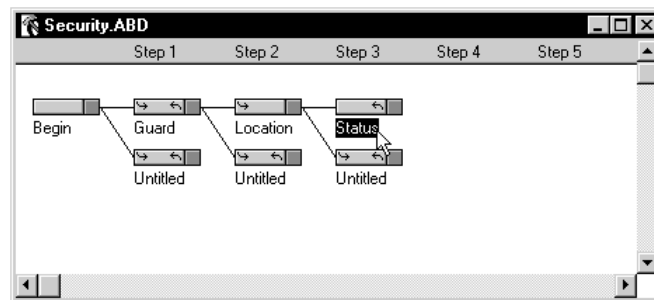 Security.ABD
Step 1 Step 2 Step 3 Step 4 Step 5
Begin Guard Location Status
Untitled Untitled Untitled